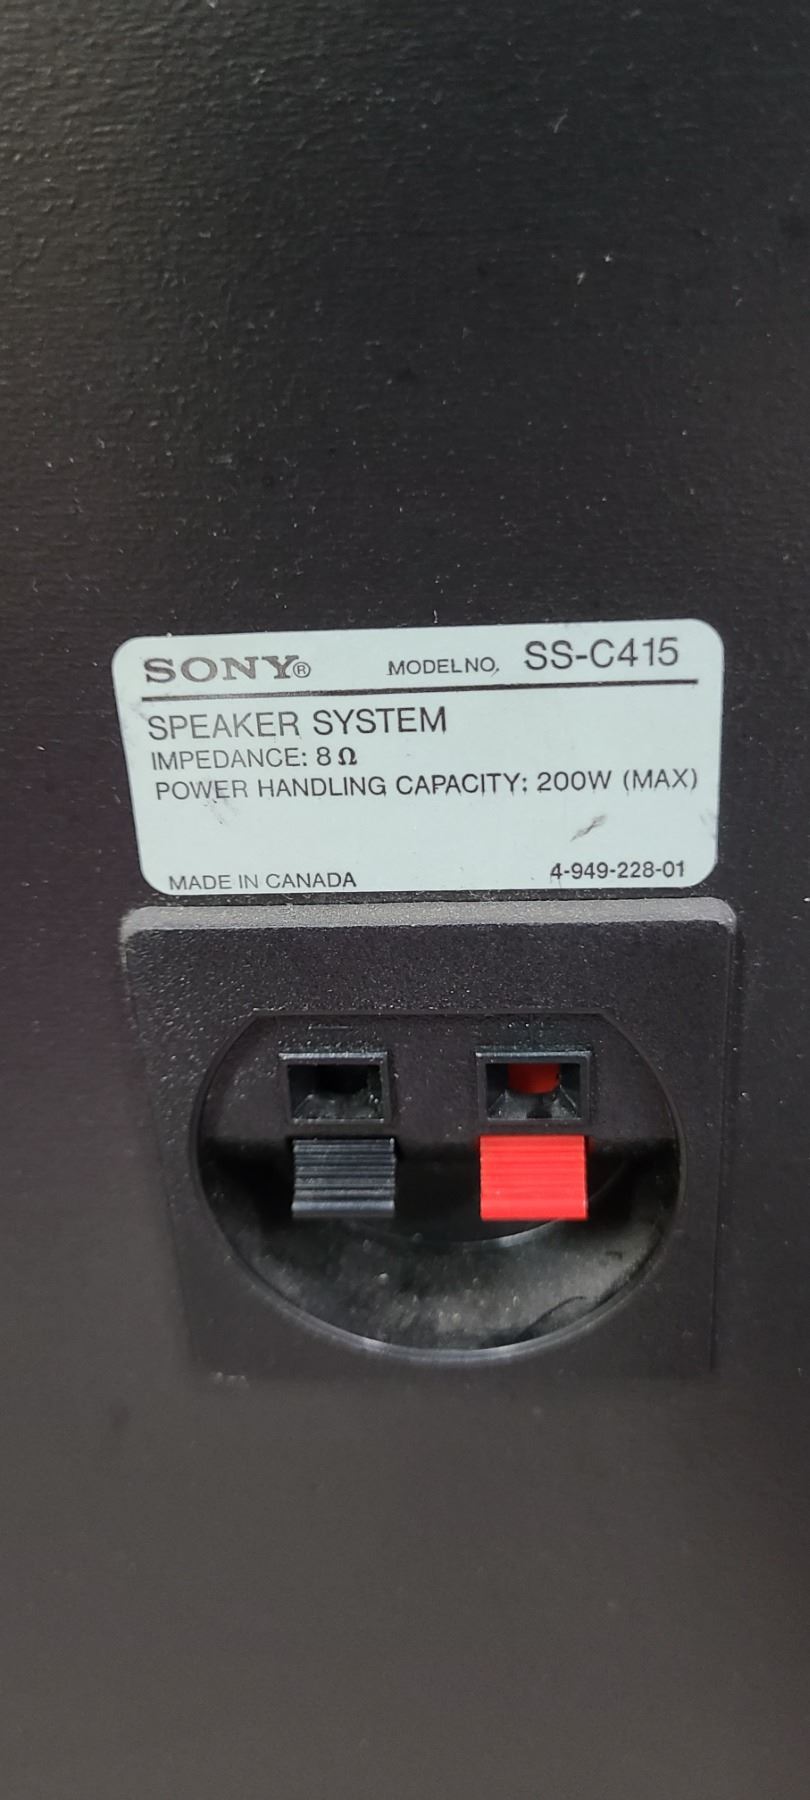 SONY® MODEL NO. SS-C415
SPEAKER SYSTEM
IMPEDANCE: 8Ω
POWER HANDLING CAPACITY: 200W (MAX)
MADE IN CANADA 4-949-228-01